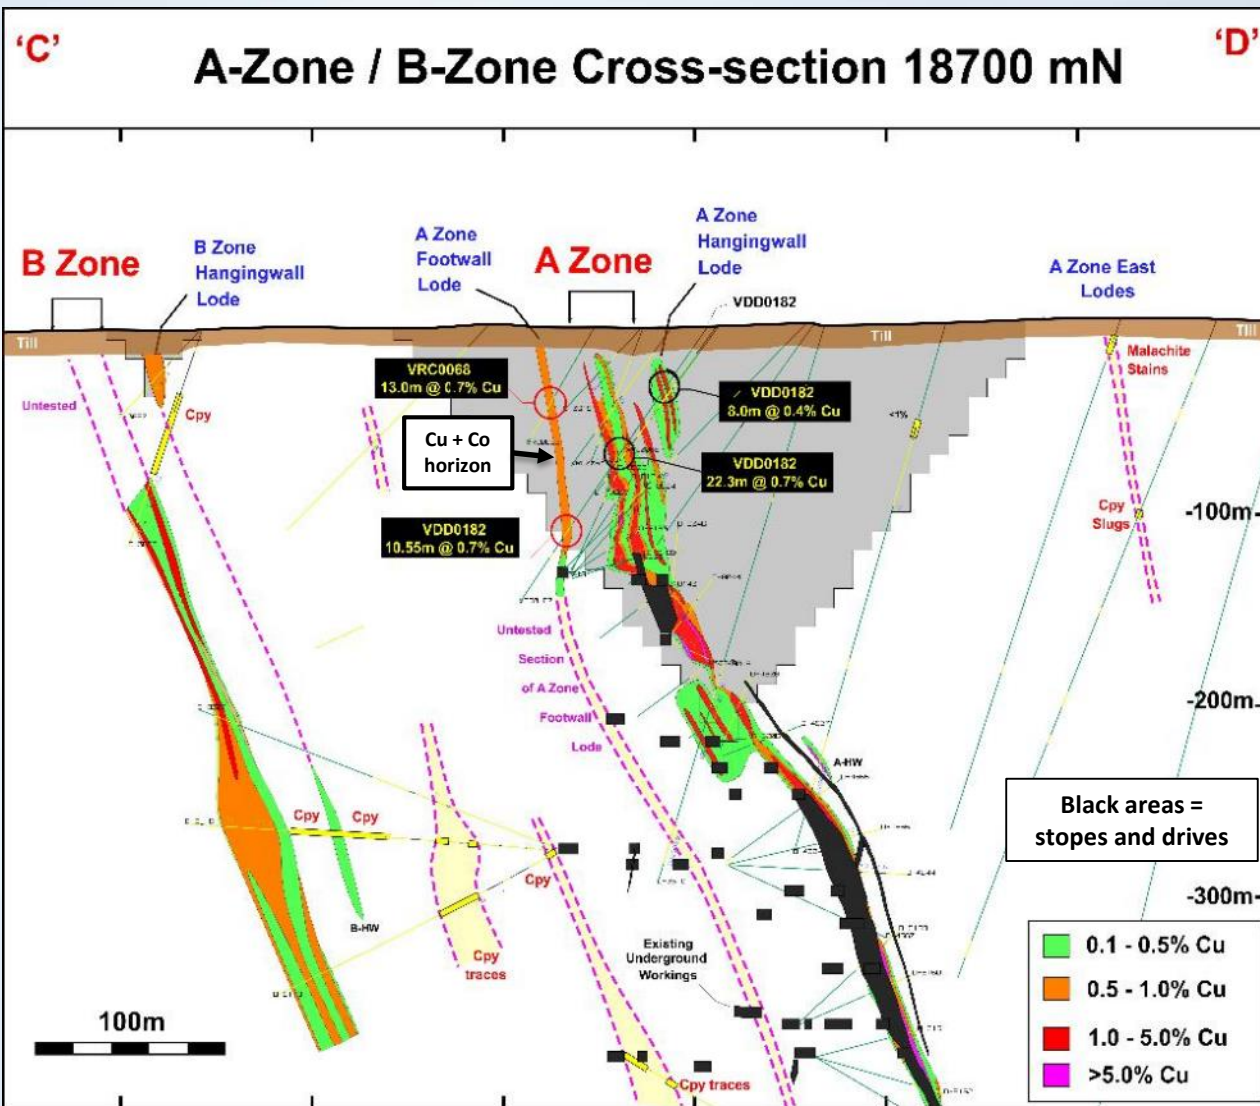 'C'
A-Zone / B-Zone Cross-section 18700 mN
'D'
B Zone
B Zone
Hangingwall
Lode
A Zone
Footwall
Lode
A Zone
A Zone
Hangingwall
Lode
VDD0182
A Zone East
Lodes
Till
Till
Till
Untested
Cpy
VRC0068
13.0m @ 0.7% Cu
Cu + Co
horizon
VDD0182
10.55m @ 0.7% Cu
VDD0182
8.0m @ 0.4% Cu
VDD0182
22.3m @ 0.7% Cu
<1%
Malachite
Stains
Cpy
Slugs
-100m
Untested
Section
of A Zone
Footwall
Lode
-200m
A-HW
Black areas =
stopes and drives
Cpy
Cpy
Cpy
B-HW
Cpy
traces
Existing
Underground
Workings
-300m
100m
Cpy traces
0.1 - 0.5% Cu
0.5 - 1.0% Cu
1.0 - 5.0% Cu
>5.0% Cu